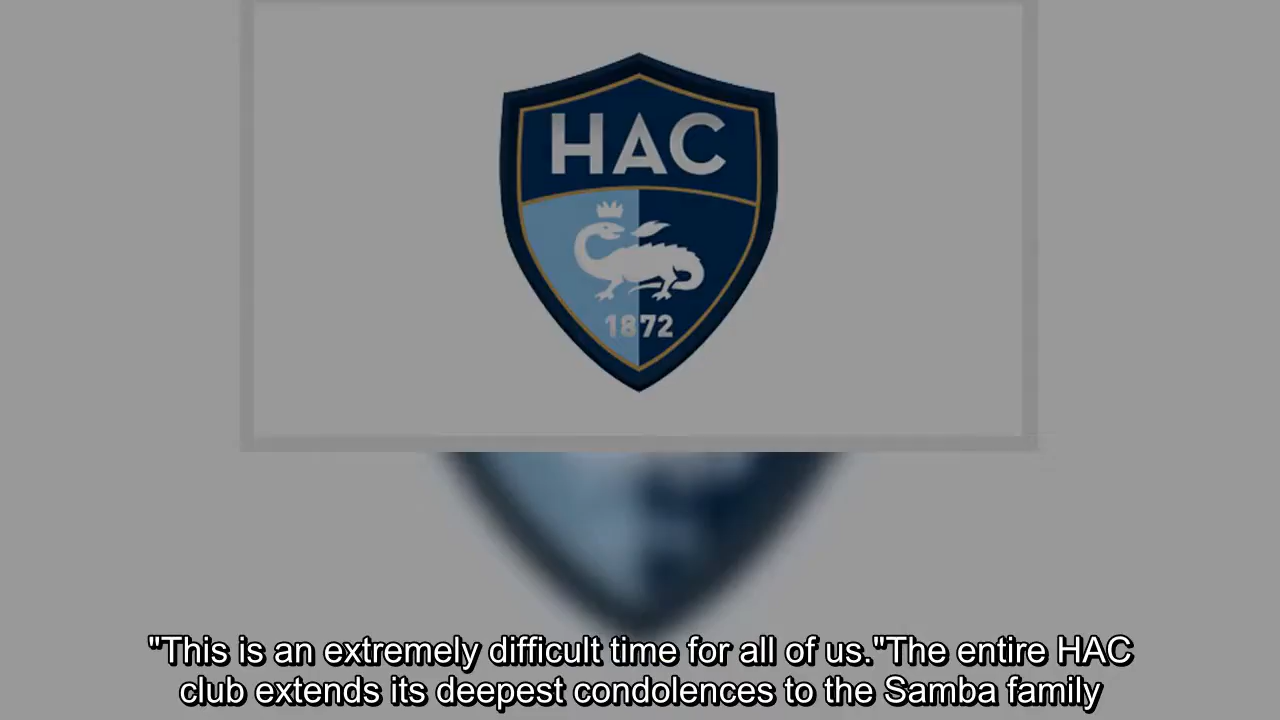 HAC
1872
"This is an extremely difficult time for all of us."The entire HAC
club extends its deepest condolences to the Samba family